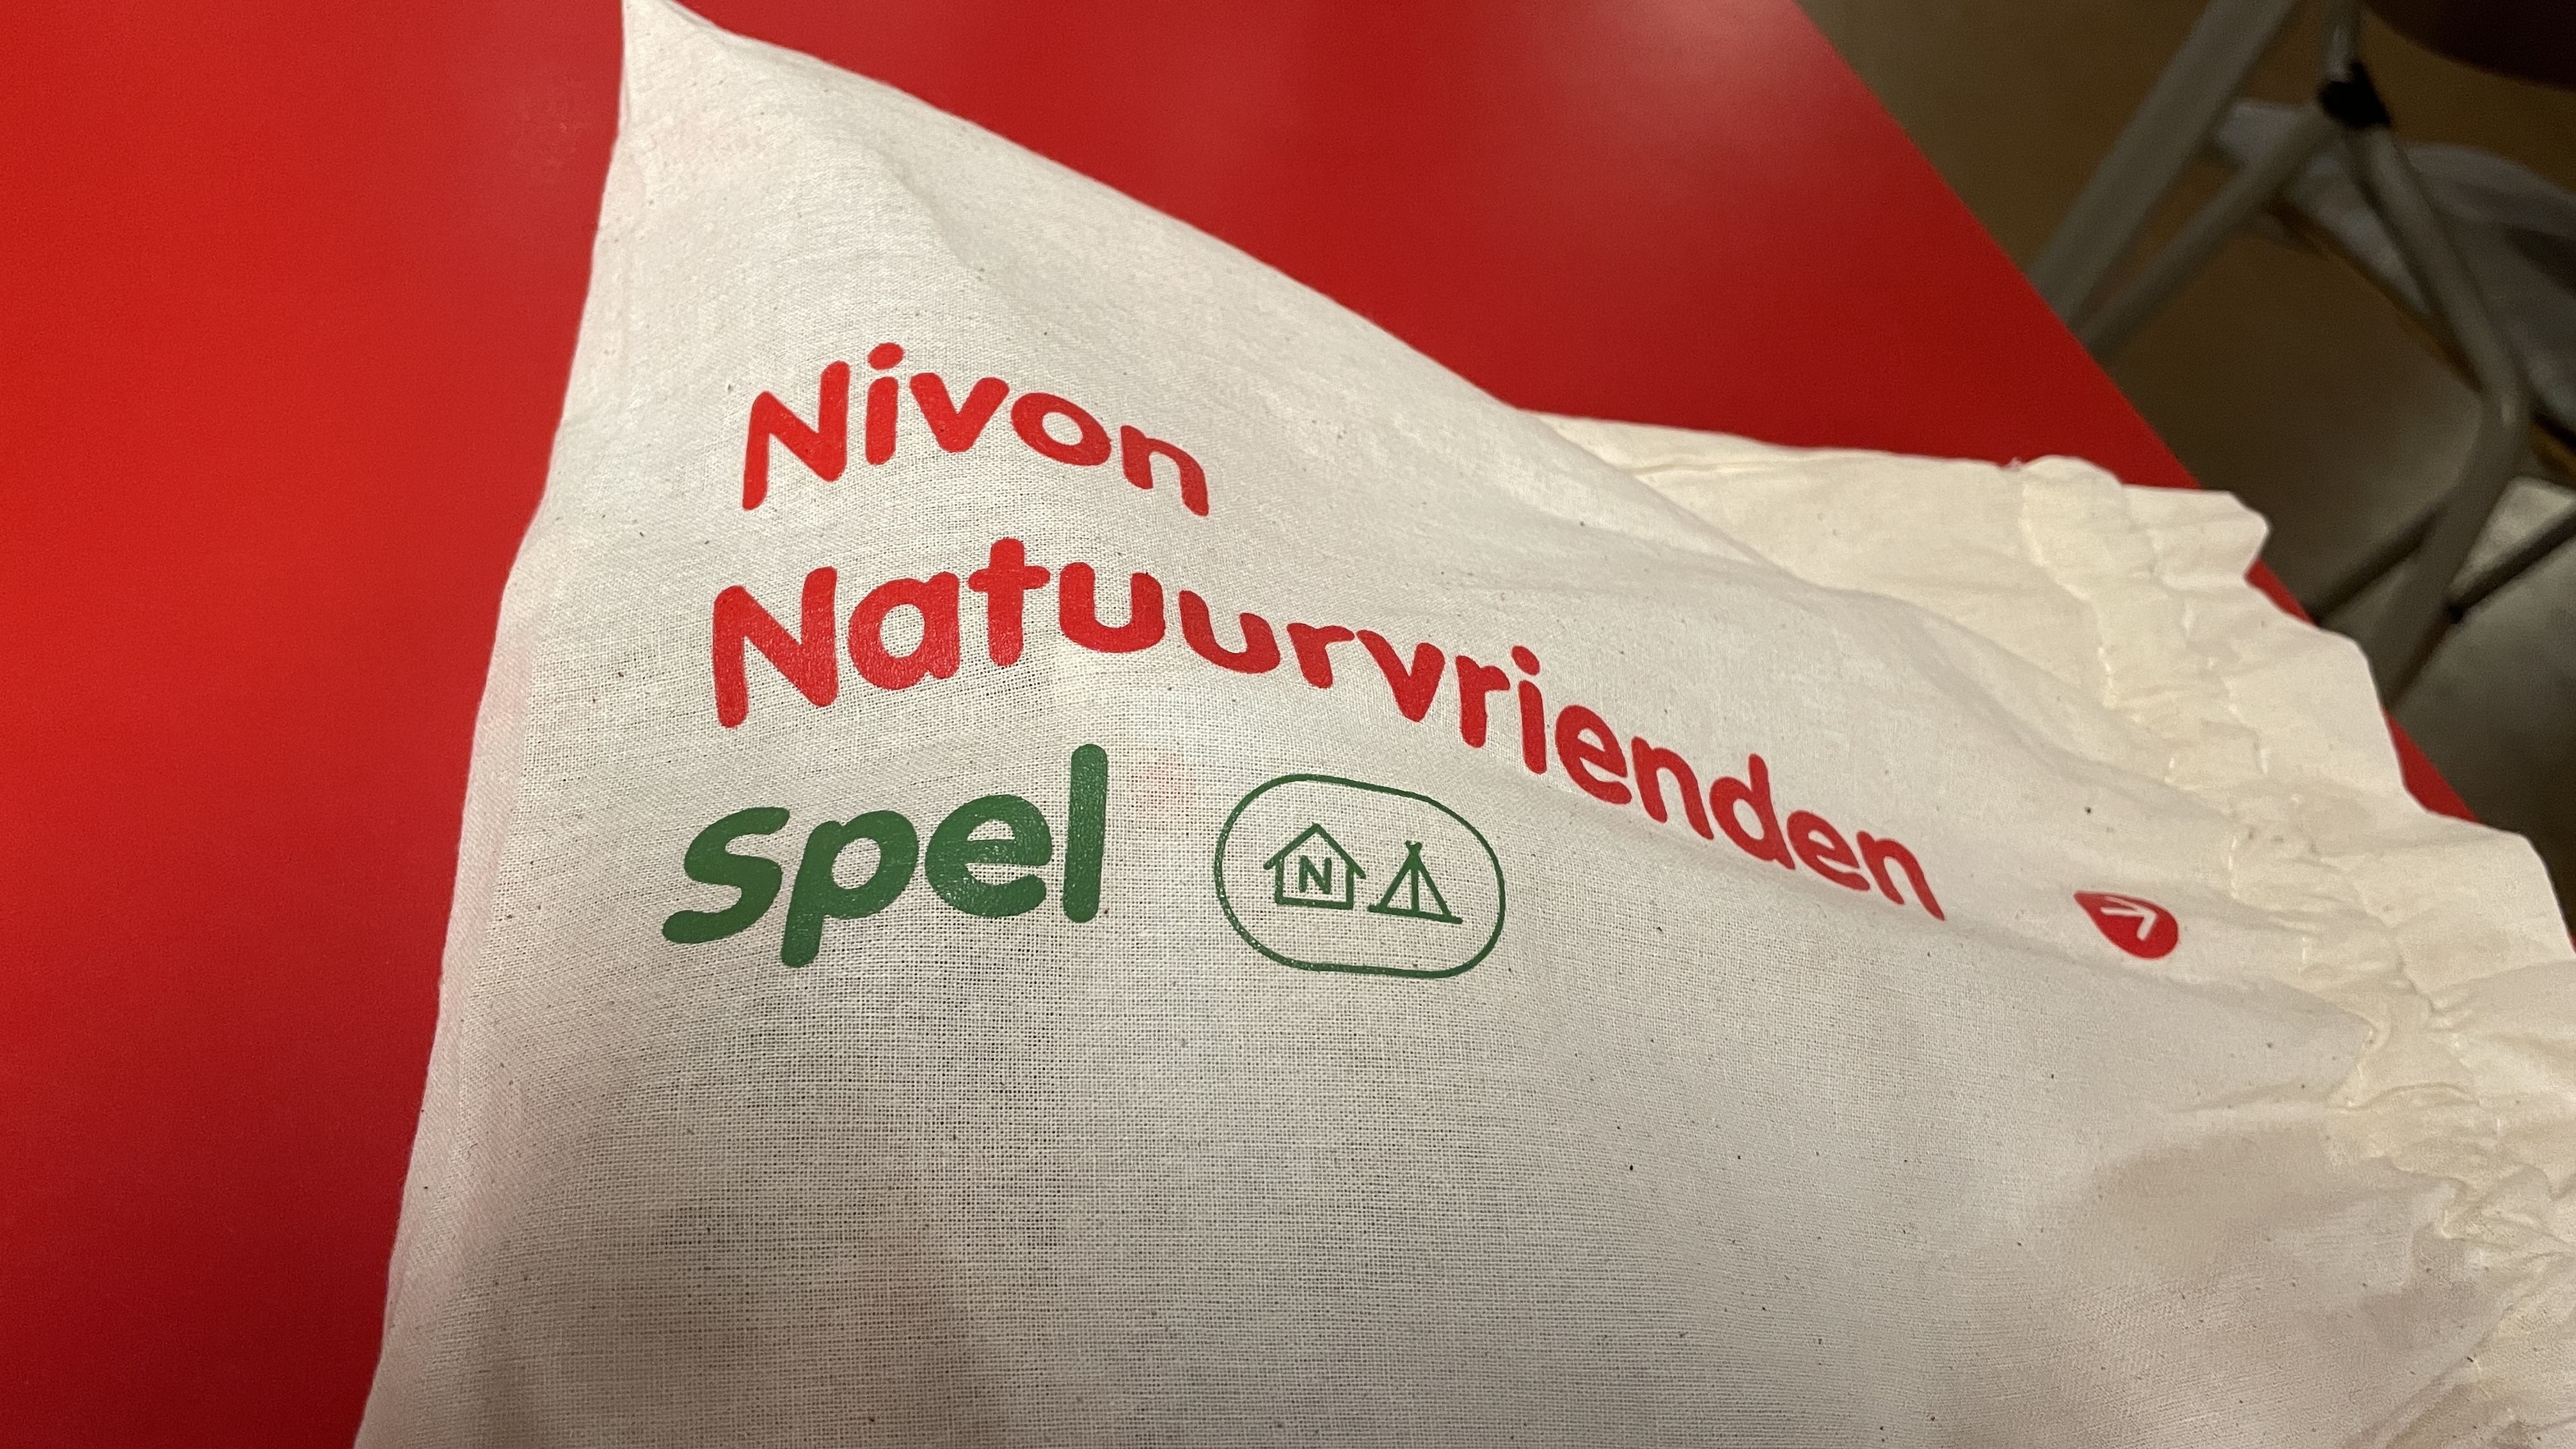 Nivon
Natuurvrienden
spel
N